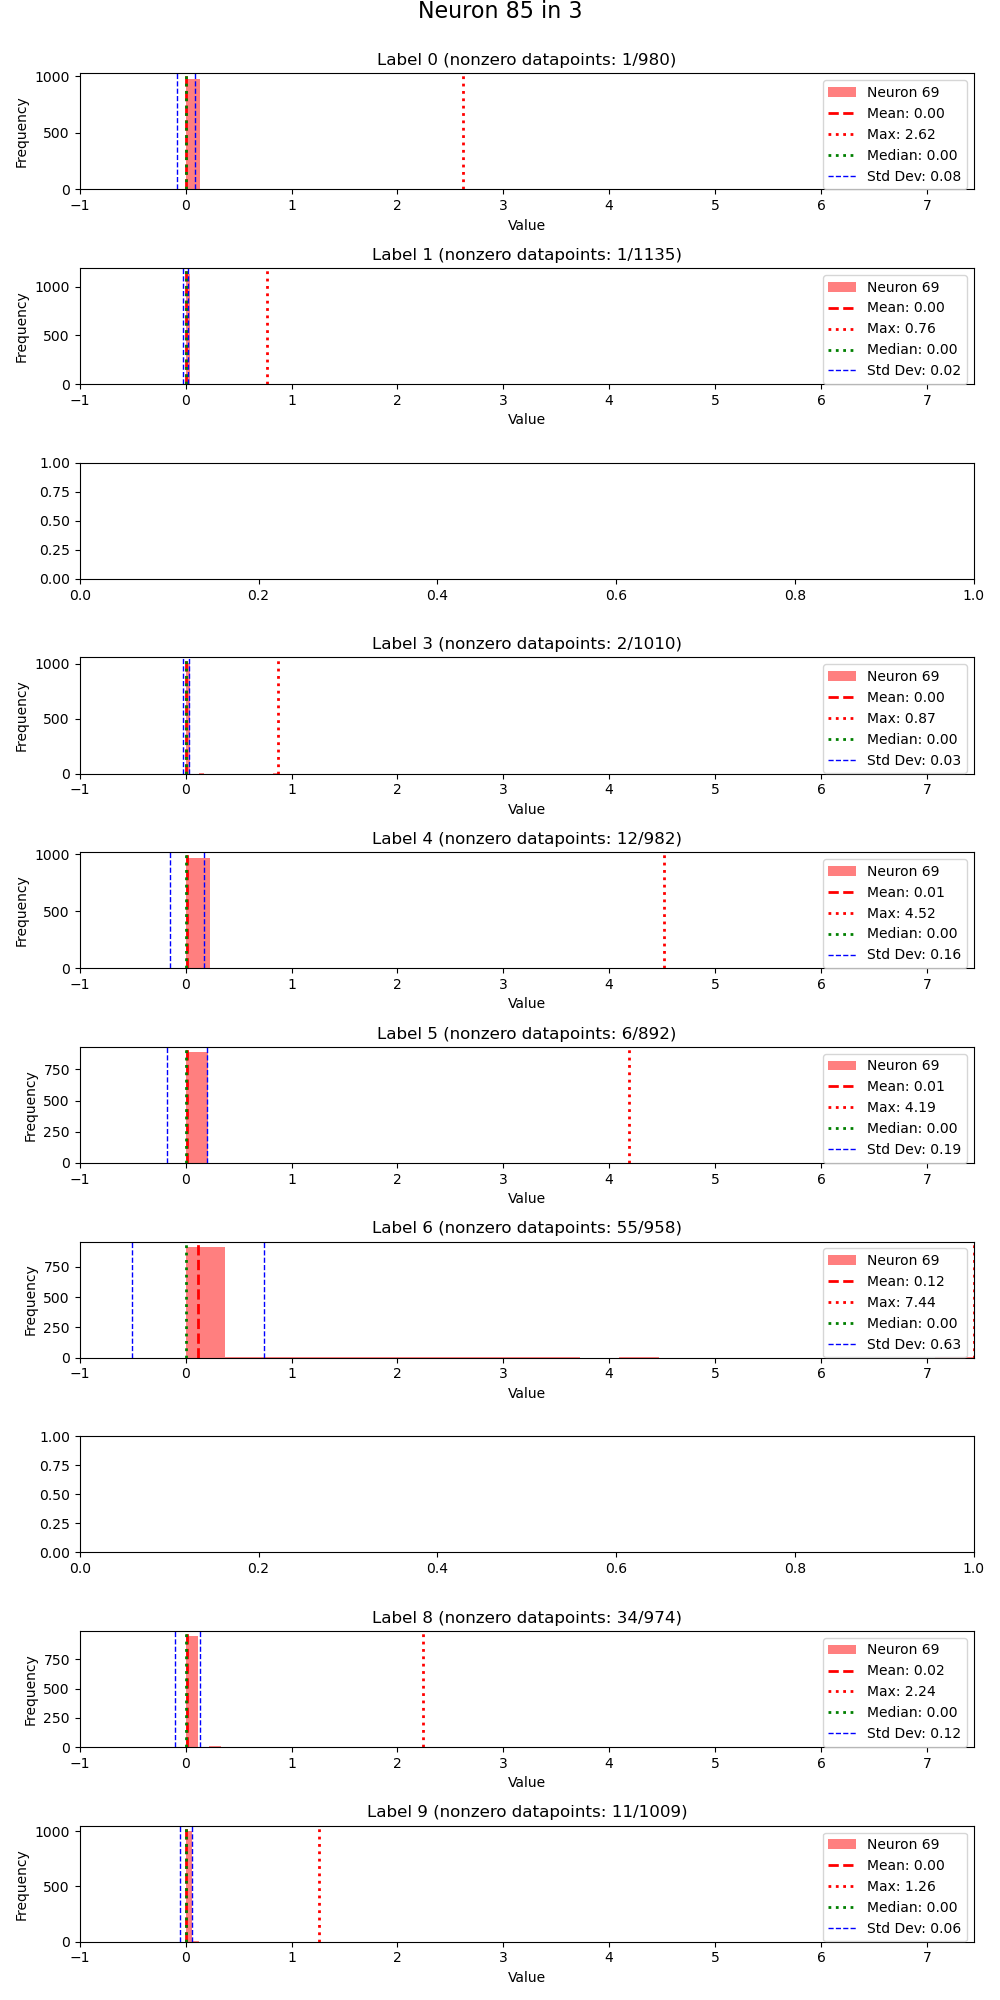 Neuron 85 in 3
Label 0 (nonzero datapoints: 1/980)
Frequency
1000
500
0
Neuron 69
Mean: 0.00
Max: 2.62
Median: 0.00
Std Dev: 0.08
−1 0 1 2 3 4 5 6 7
Value
Label 1 (nonzero datapoints: 1/1135)
Frequency
1000
500
0
Neuron 69
Mean: 0.00
Max: 0.76
Median: 0.00
Std Dev: 0.02
−1 0 1 2 3 4 5 6 7
Value
1.00
0.75
0.50
0.25
0.00
0.0 0.2 0.4 0.6 0.8 1.0
Label 3 (nonzero datapoints: 2/1010)
Frequency
1000
500
0
Neuron 69
Mean: 0.00
Max: 0.87
Median: 0.00
Std Dev: 0.03
−1 0 1 2 3 4 5 6 7
Value
Label 4 (nonzero datapoints: 12/982)
Frequency
1000
500
0
Neuron 69
Mean: 0.01
Max: 4.52
Median: 0.00
Std Dev: 0.16
−1 0 1 2 3 4 5 6 7
Value
Label 5 (nonzero datapoints: 6/892)
Frequency
750
500
250
0
Neuron 69
Mean: 0.01
Max: 4.19
Median: 0.00
Std Dev: 0.19
−1 0 1 2 3 4 5 6 7
Value
Label 6 (nonzero datapoints: 55/958)
Frequency
750
500
250
0
Neuron 69
Mean: 0.12
Max: 7.44
Median: 0.00
Std Dev: 0.63
−1 0 1 2 3 4 5 6 7
Value
1.00
0.75
0.50
0.25
0.00
0.0 0.2 0.4 0.6 0.8 1.0
Label 8 (nonzero datapoints: 34/974)
Frequency
750
500
250
0
Neuron 69
Mean: 0.02
Max: 2.24
Median: 0.00
Std Dev: 0.12
−1 0 1 2 3 4 5 6 7
Value
Label 9 (nonzero datapoints: 11/1009)
Frequency
1000
500
0
Neuron 69
Mean: 0.00
Max: 1.26
Median: 0.00
Std Dev: 0.06
−1 0 1 2 3 4 5 6 7
Value